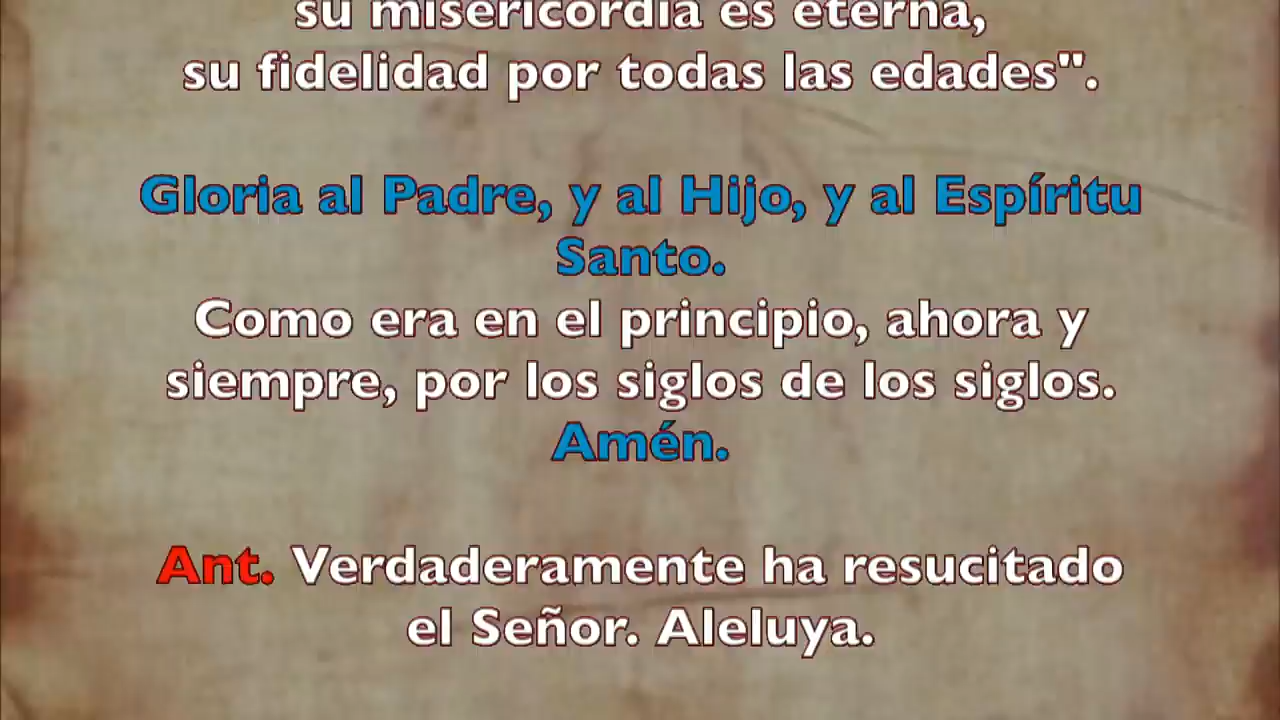 su misericordia es eterna,
su fidelidad por todas las edades".
Gloria al Padre, y al Hijo, y al Espíritu
Santo.
Como era en el principio, ahora y
siempre, por los siglos de los siglos.
Amén.
Ant. Verdaderamente ha resucitado
el Señor. Aleluya.